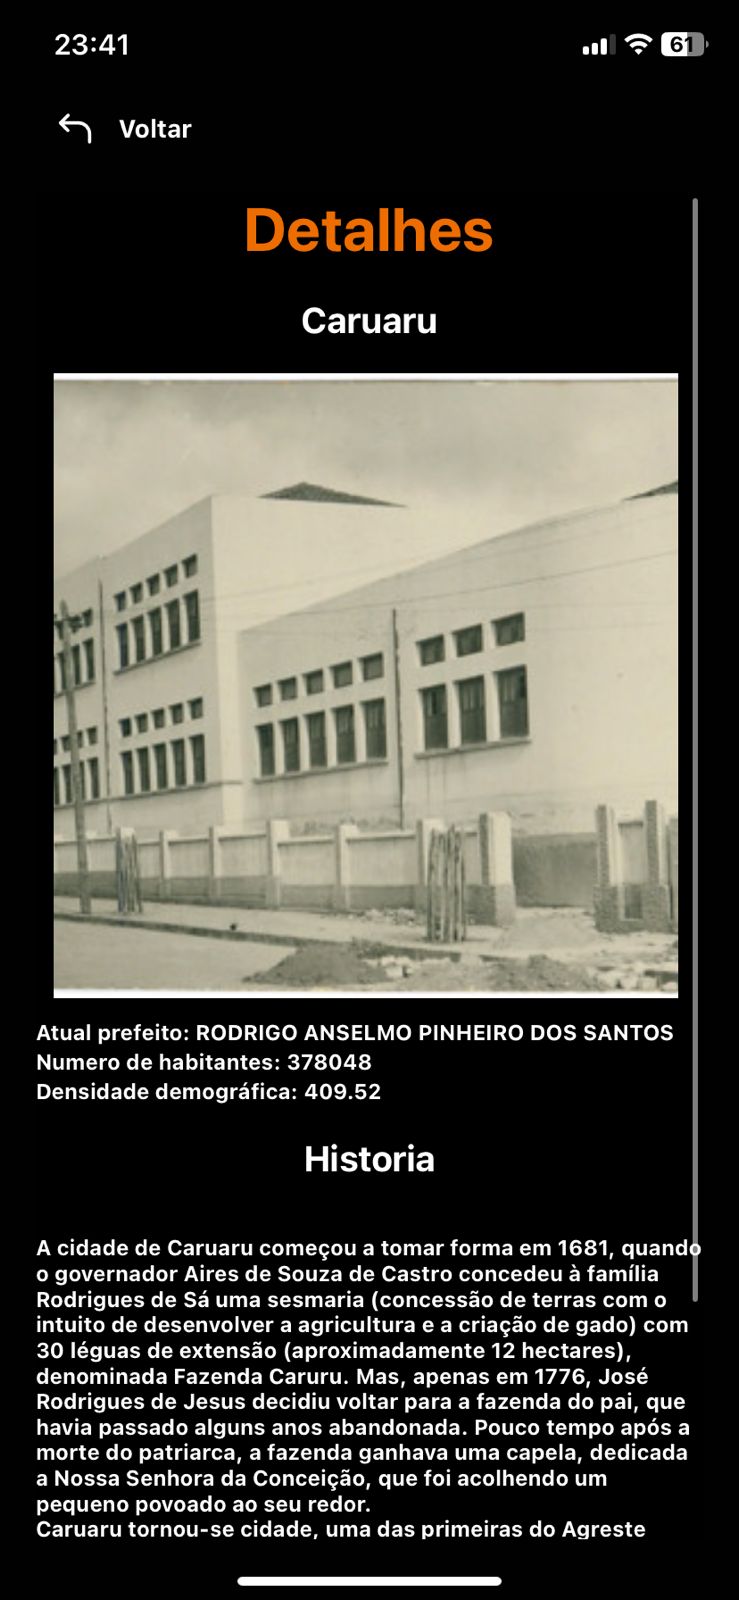 23:41
61
Voltar
Detalhes
Caruaru
Atual prefeito: RODRIGO ANSELMO PINHEIRO DOS SANTOS
Numero de habitantes: 378048
Densidade demográfica: 409.52
Historia
A cidade de Caruaru começou a tomar forma em 1681, quando
o governador Aires de Souza de Castro concedeu à família
Rodrigues de Sá uma sesmaria (concessão de terras com o
intuito de desenvolver a agricultura e a criação de gado) com
30 léguas de extensão (aproximadamente 12 hectares),
denominada Fazenda Caruru. Mas, apenas em 1776, José
Rodrigues de Jesus decidiu voltar para a fazenda do pai, que
havia passado alguns anos abandonada. Pouco tempo após a
morte do patriarca, a fazenda ganhava uma capela, dedicada
a Nossa Senhora da Conceição, que foi acolhendo um
pequeno povoado ao seu redor.
Caruaru tornou-se cidade, uma das primeiras do Agreste